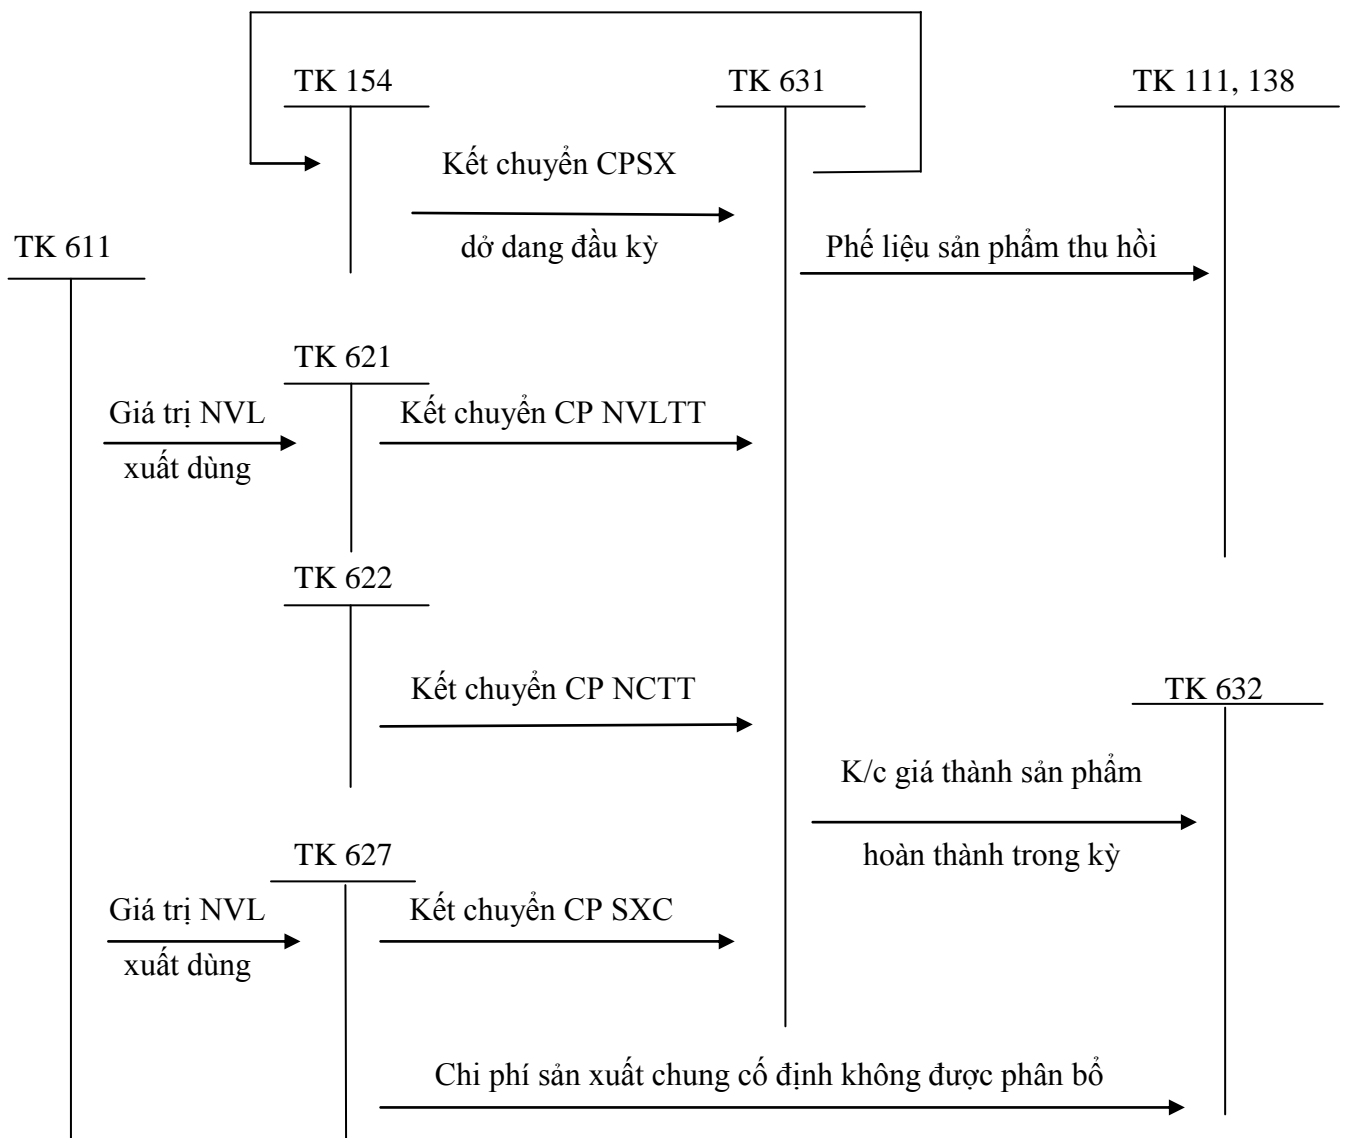 TK 154
TK 631
TK 111, 138
Kết chuyển CPSX
dở dang đầu kỳ
TK 611
Phế liệu sản phẩm thu hồi
TK 621
Giá trị NVL
xuất dùng
Kết chuyển CP NVLTT
TK 622
Kết chuyển CP NCTT
TK 632
K/c giá thành sản phẩm
hoàn thành trong kỳ
TK 627
Giá trị NVL
xuất dùng
Kết chuyển CP SXC
Chi phí sản xuất chung cố định không được phân bổ